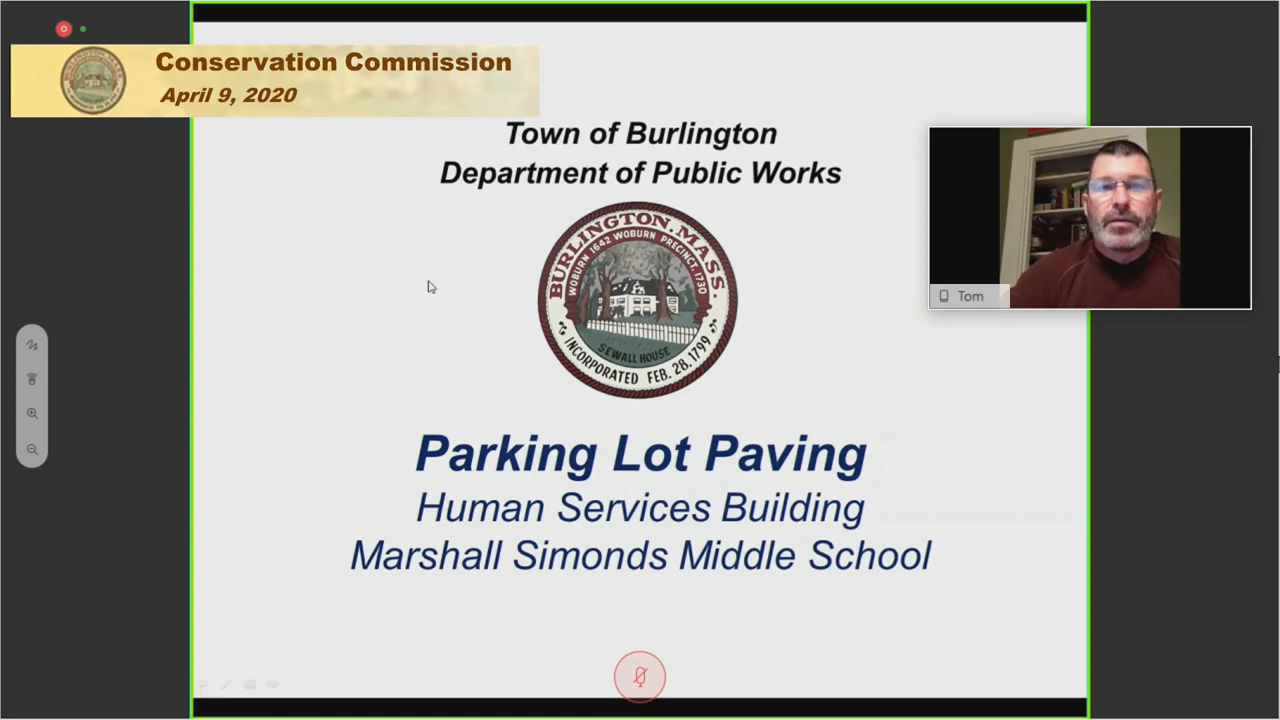 Conservation Commission
April 9, 2020
Town of Burlington
Department of Public Works
BURLINGTON, MASS.
WOBURN 1642 WOBURN PRECINCT, 1730
SEWALL HOUSE
INCORPORATED FEB. 28, 1799
Tom
Parking Lot Paving
Human Services Building
Marshall Simonds Middle School